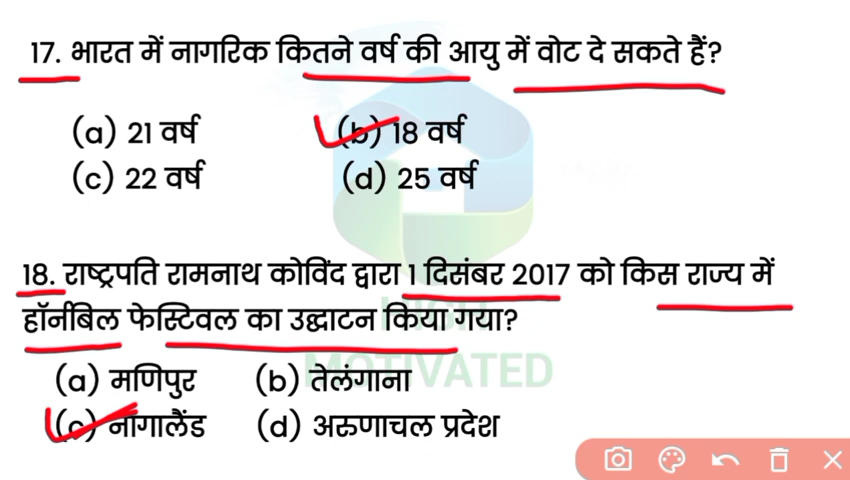 17. भारत में नागरिक कितने वर्ष की आयु में वोट दे सकते हैं?
(a) 21 वर्ष (b) 18 वर्ष
(c) 22 वर्ष (d) 25 वर्ष
18. राष्ट्रपति रामनाथ कोविंद द्वारा 1 दिसंबर 2017 को किस राज्य में
हॉर्नबिल फेस्टिवल का उद्घाटन किया गया?
(a) मणिपुर (b) तेलंगाना
MOTIVATED
(c) नागालैंड (d) अरुणाचल प्रदेश